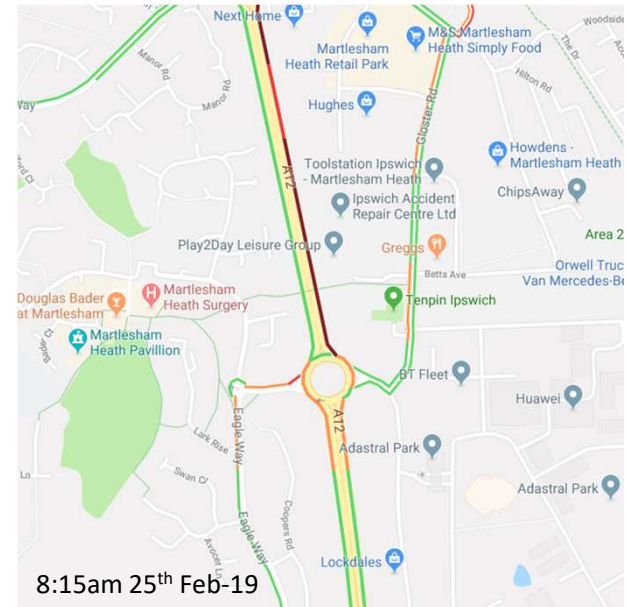 Next Home
M&S Martlesham
Heath Simply Food
Woodside
Martlesham
Heath Retail Park
Manor Rd
The Dr
Hilton Rd
Manor Rd
Hughes
Gloster Rd
Howdens -
Martlesham Heath
Toolstation Ipswich
- Martlesham Heath
A12
ChipsAway
Ipswich Accident
Repair Centre Ltd
Area 2
Play2Day Leisure Group
Greggs
Orwell Truc
Van Mercedes-Be
Betts Ave
Douglas Bader
at Martlesham
Martlesham
Heath Surgery
Tenpin Ipswich
Martlesham
Heath Pavillion
BT Fleet
Huawei
Eagle Way
A12
Lark Rise
Adastral Park
Swan Cl
Coopers Rd
Adastral Park
Avocet Ln
Eagle Way
Lockdales
8:15am 25th Feb-19